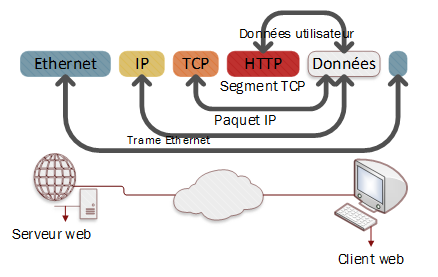 Données utilisateur
Ethernet IP TCP HTTP Données
Segment TCP
Paquet IP
Trame Ethernet
Serveur web
Client web